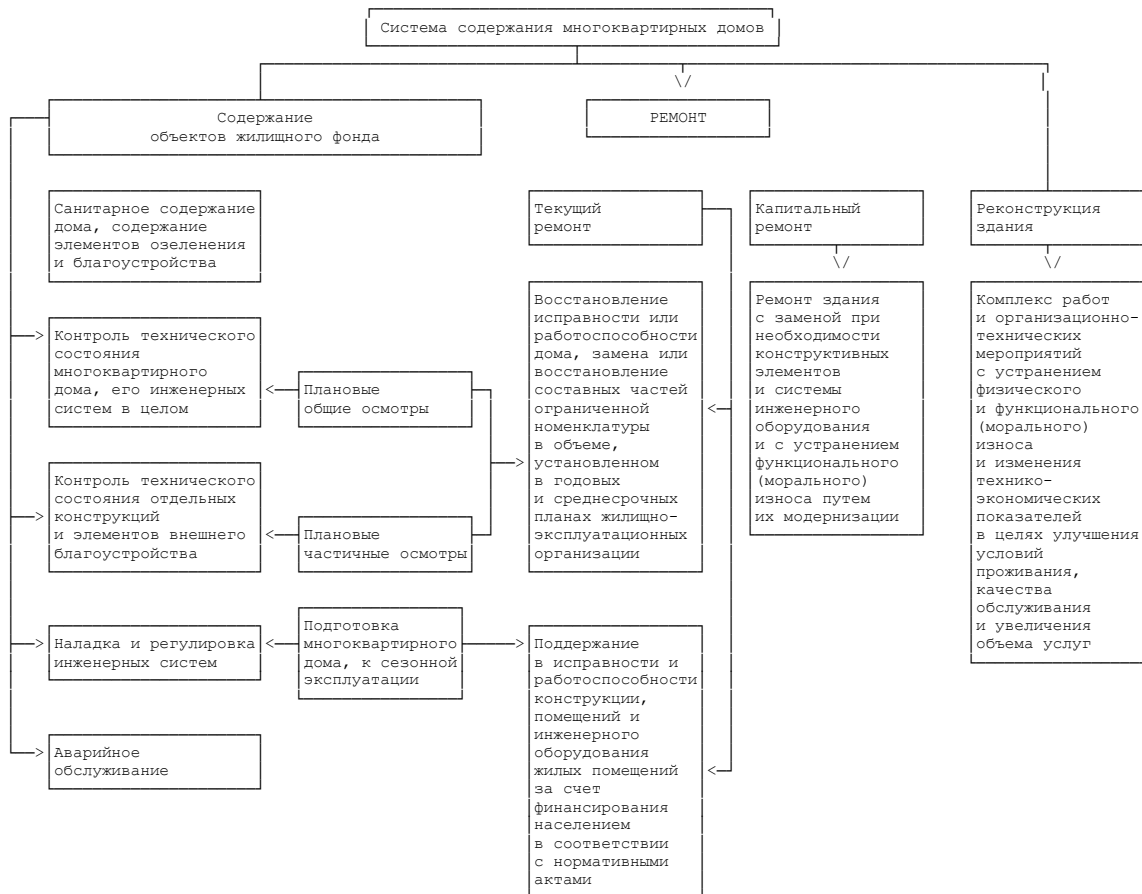 Система содержания многоквартирных домов
Содержание
объектов жилищного фонда
РЕМОНТ
Санитарное содержание
дома, содержание
элементов озеленения
и благоустройства
Текущий
ремонт
Капитальный
ремонт
Реконструкция
здания
Контроль технического
состояния
многоквартирного
дома, его инженерных
систем в целом
Плановые
общие осмотры
Восстановление
исправности или
работоспособности
дома, замена или
восстановление
составных частей
ограниченной
номенклатуры
в объеме,
установленном
в годовых
и среднесрочных
планах жилищно-
эксплуатационных
организации
Ремонт здания
с заменой при
необходимости
конструктивных
элементов
и системы
инженерного
оборудования
и с устранением
функционального
(морального)
износа путем
их модернизации
Комплекс работ
и организационно-
технических
мероприятий
с устранением
физического
и функционального
(морального)
износа
и изменения
технико-
экономических
показателей
в целях улучшения
условий
проживания,
качества
обслуживания
и увеличения
объема услуг
Контроль технического
состояния отдельных
конструкций
и элементов внешнего
благоустройства
Плановые
частичные осмотры
Наладка и регулировка
инженерных систем
Подготовка
многоквартирного
дома, к сезонной
эксплуатации
Поддержание
в исправности и
работоспособности
конструкции,
помещений и
инженерного
оборудования
жилых помещений
за счет
финансирования
населением
в соответствии
с нормативными
актами
Аварийное
обслуживание